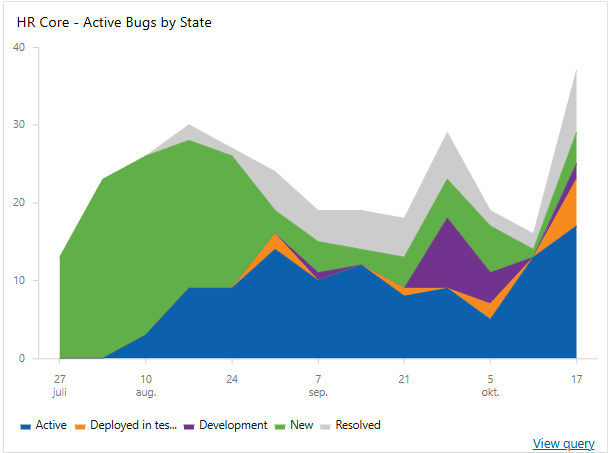 HR Core - Active Bugs by State
40
30
20
10
0
27 10 24 7 21 5 17
juli aug. sep. okt.
Active Deployed in tes... Development New Resolved
View query